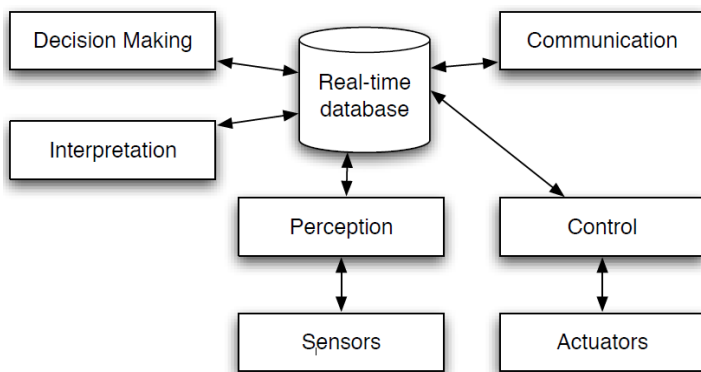 Decision Making
Real-time
database
Communication
Interpretation
Perception
Control
Sensors
Actuators